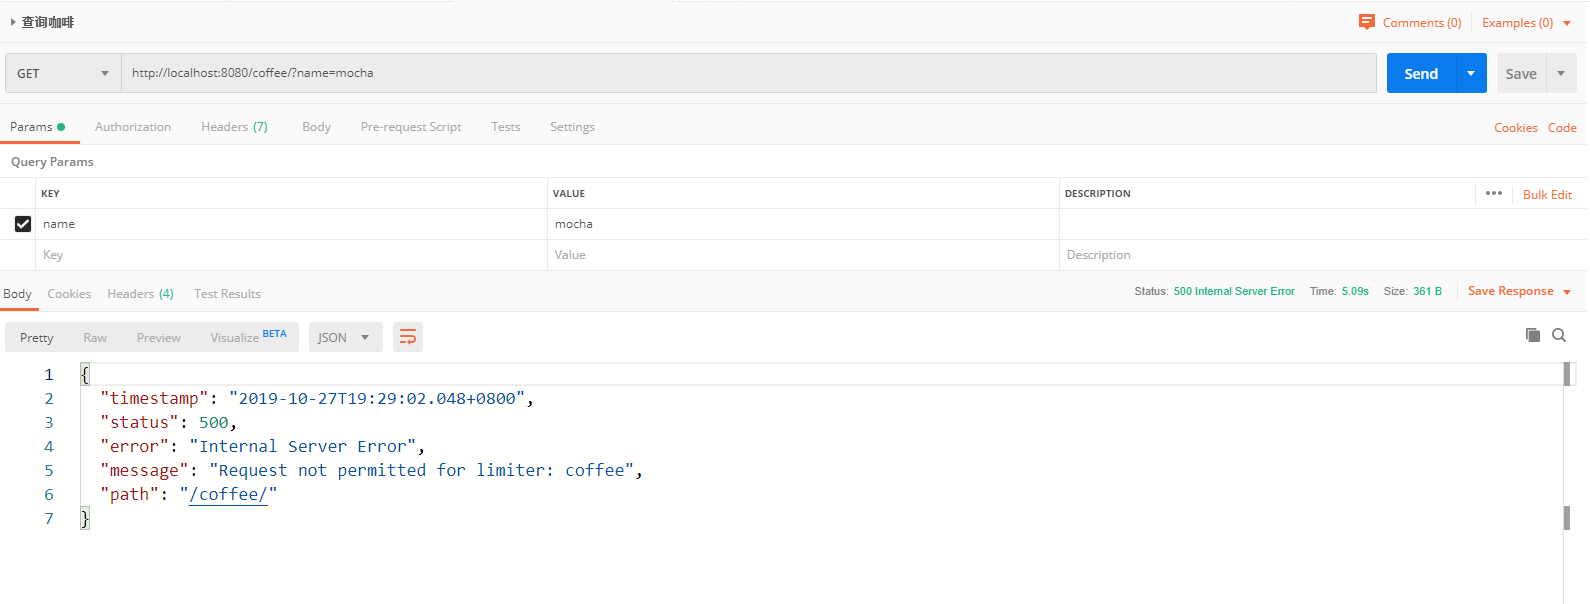 查询咖啡
Comments (0) Examples (0)
GET http://localhost:8080/coffee/?name=mocha Send Save
Params Authorization Headers (7) Body Pre-request Script Tests Settings Cookies Code
Query Params
KEY VALUE DESCRIPTION ••• Bulk Edit
name mocha
Key Value Description
Body Cookies Headers (4) Test Results Status: 500 Internal Server Error Time: 5.09s Size: 361 B Save Response
Pretty Raw Preview Visualize BETA JSON
1 {
2 "timestamp": "2019-10-27T19:29:02.048+0800",
3 "status": 500,
4 "error": "Internal Server Error",
5 "message": "Request not permitted for limiter: coffee",
6 "path": "/coffee/"
7 }